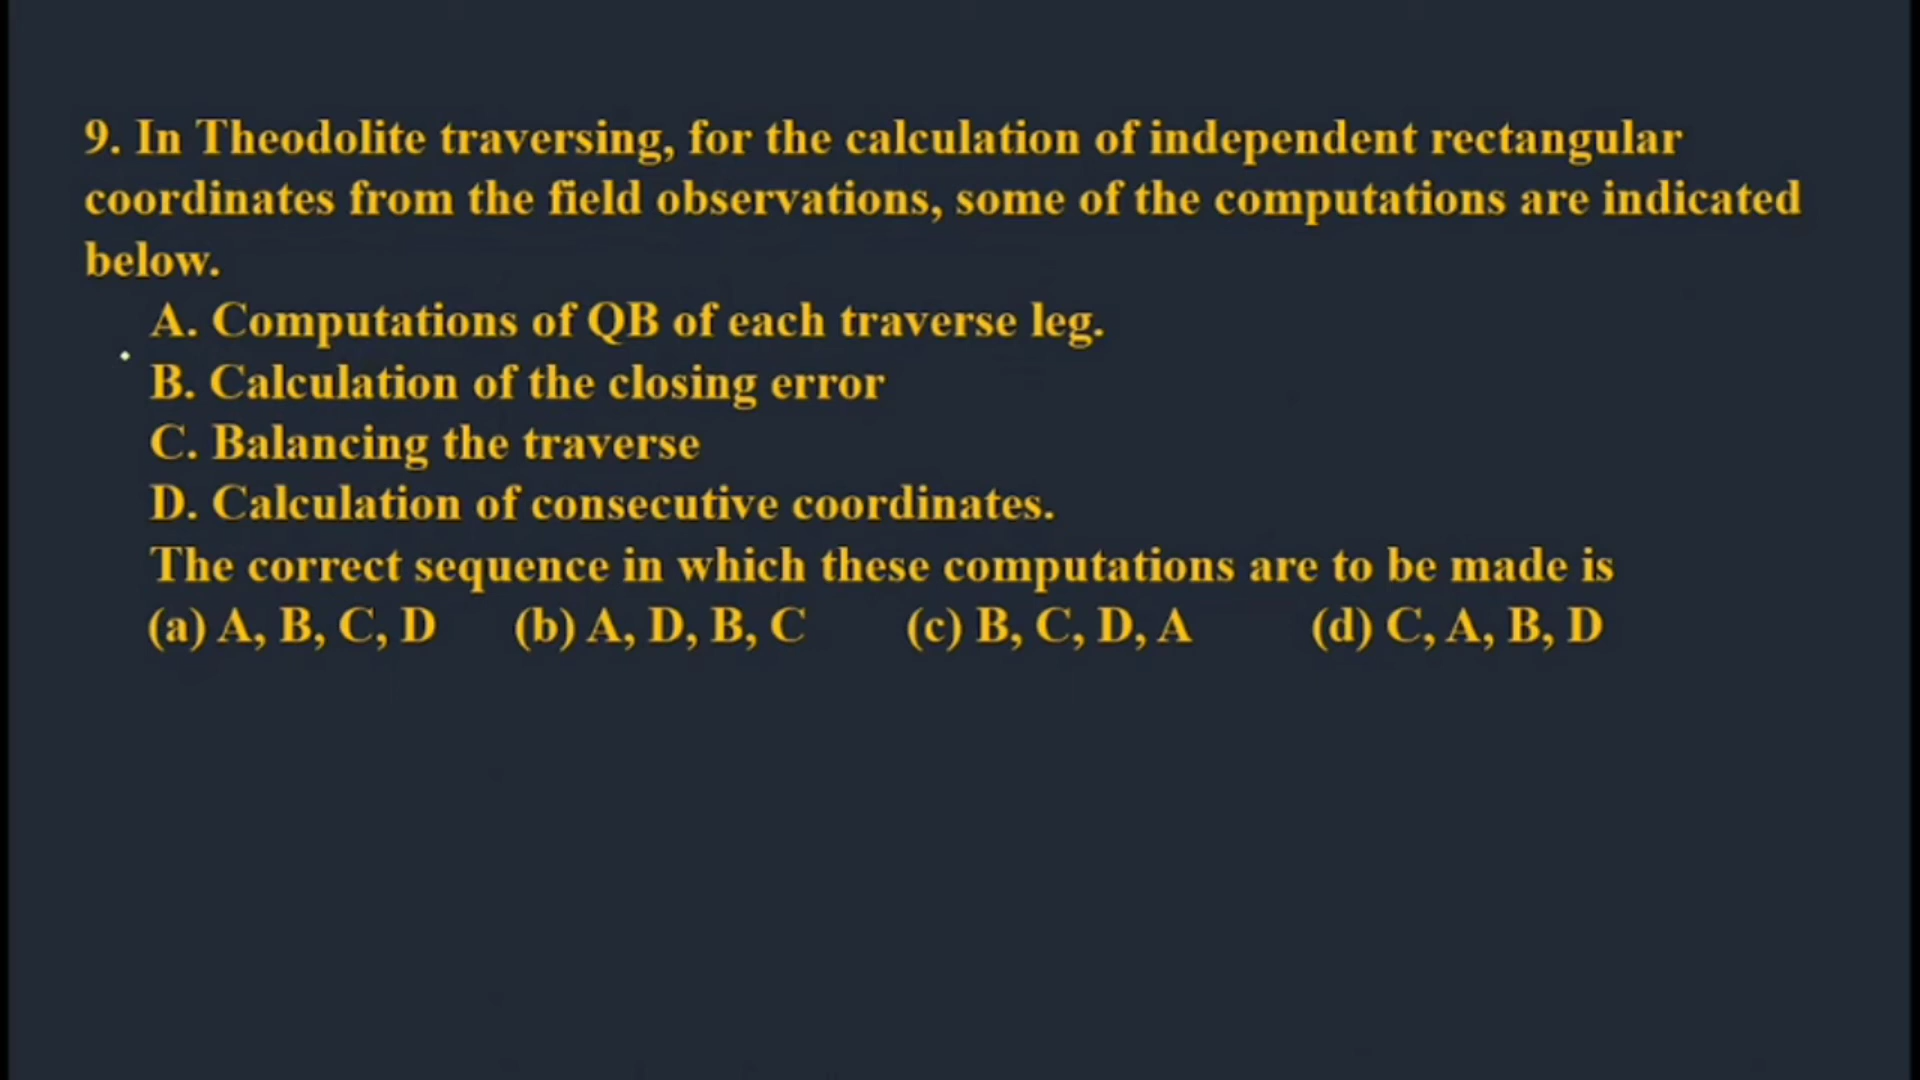 9. In Theodolite traversing, for the calculation of independent rectangular
coordinates from the field observations, some of the computations are indicated
below.
A. Computations of QB of each traverse leg.
B. Calculation of the closing error
C. Balancing the traverse
D. Calculation of consecutive coordinates.
The correct sequence in which these computations are to be made is
(a) A, B, C, D (b) A, D, B, C (c) B, C, D, A (d) C, A, B, D